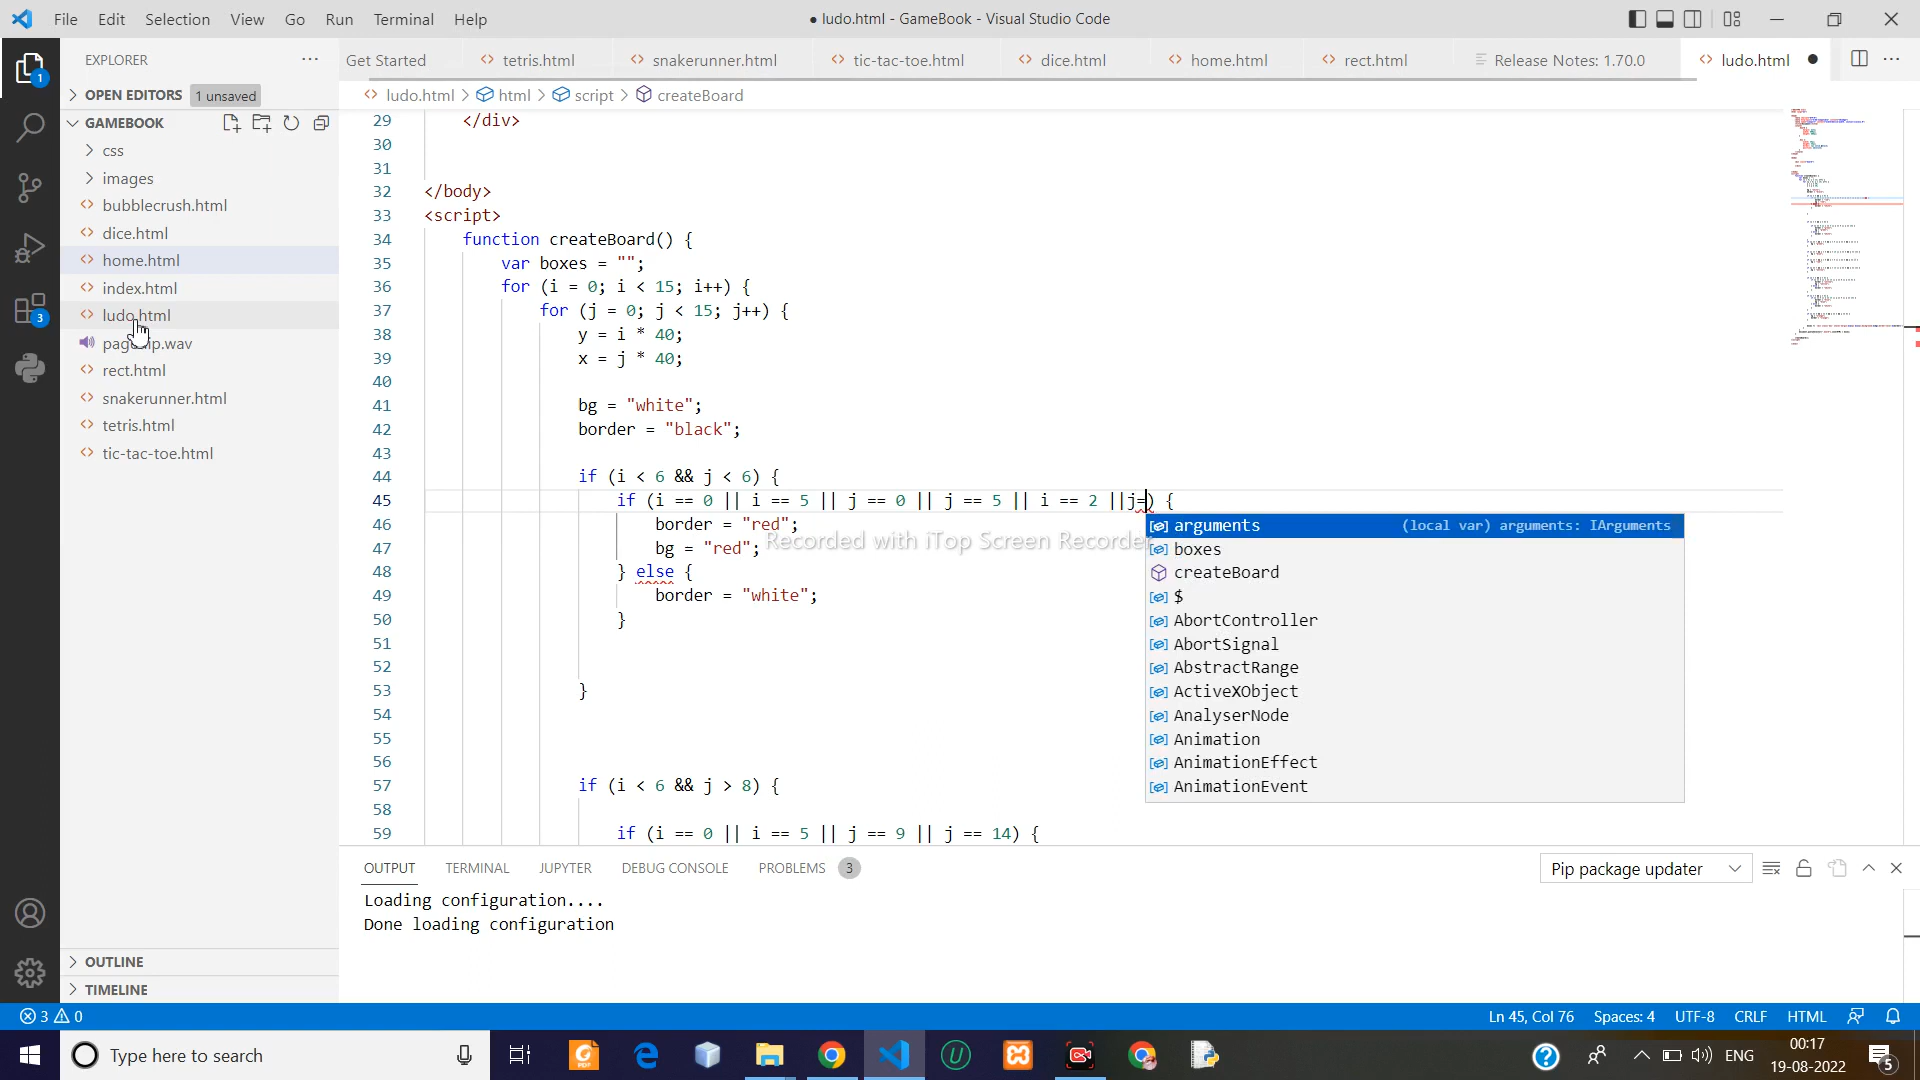 File Edit Selection View Go Run Terminal Help
● ludo.html - GameBook - Visual Studio Code
EXPLORER
Get Started tetris.html snakerunner.html tic-tac-toe.html dice.html home.html rect.html Release Notes: 1.70.0 ludo.html
OPEN EDITORS 1 unsaved
ludo.html > html > script > createBoard
GAMEBOOK
css
images
bubblecrush.html
dice.html
home.html
index.html
ludo.html
rect.html
snakerunner.html
tetris.html
tic-tac-toe.html
OUTLINE
TIMELINE
29 </div>
30
31
32 </body>
33 <script>
34 function createBoard() {
35 var boxes = "";
36 for (i = 0; i < 15; i++) {
37 for (j = 0; j < 15; j++) {
38 y = i * 40;
39 x = j * 40;
40
41 bg = "white";
42 border = "black";
43
44 if (i < 6 && j < 6) {
45 if (i == 0 || i == 5 || j == 0 || j == 5 || i == 2 ||j=) {
46 border = "red";
47 bg = "red";
48 } else {
49 border = "white";
50 }
51
52
53 }
54
55
56
57 if (i < 6 && j > 8) {
58
59 if (i == 0 || i == 5 || j == 9 || j == 14) {
Recorded with iTop Screen Recorder
arguments (local var) arguments: IArguments
boxes
createBoard
$
AbortController
AbortSignal
AbstractRange
ActiveXObject
AnalyserNode
Animation
AnimationEffect
AnimationEvent
OUTPUT TERMINAL JUPYTER DEBUG CONSOLE PROBLEMS 3
Pip package updater
Loading configuration....
Done loading configuration
3 0
Ln 45, Col 76 Spaces: 4 UTF-8 CRLF HTML
Type here to search
ENG
00:17
19-08-2022
5